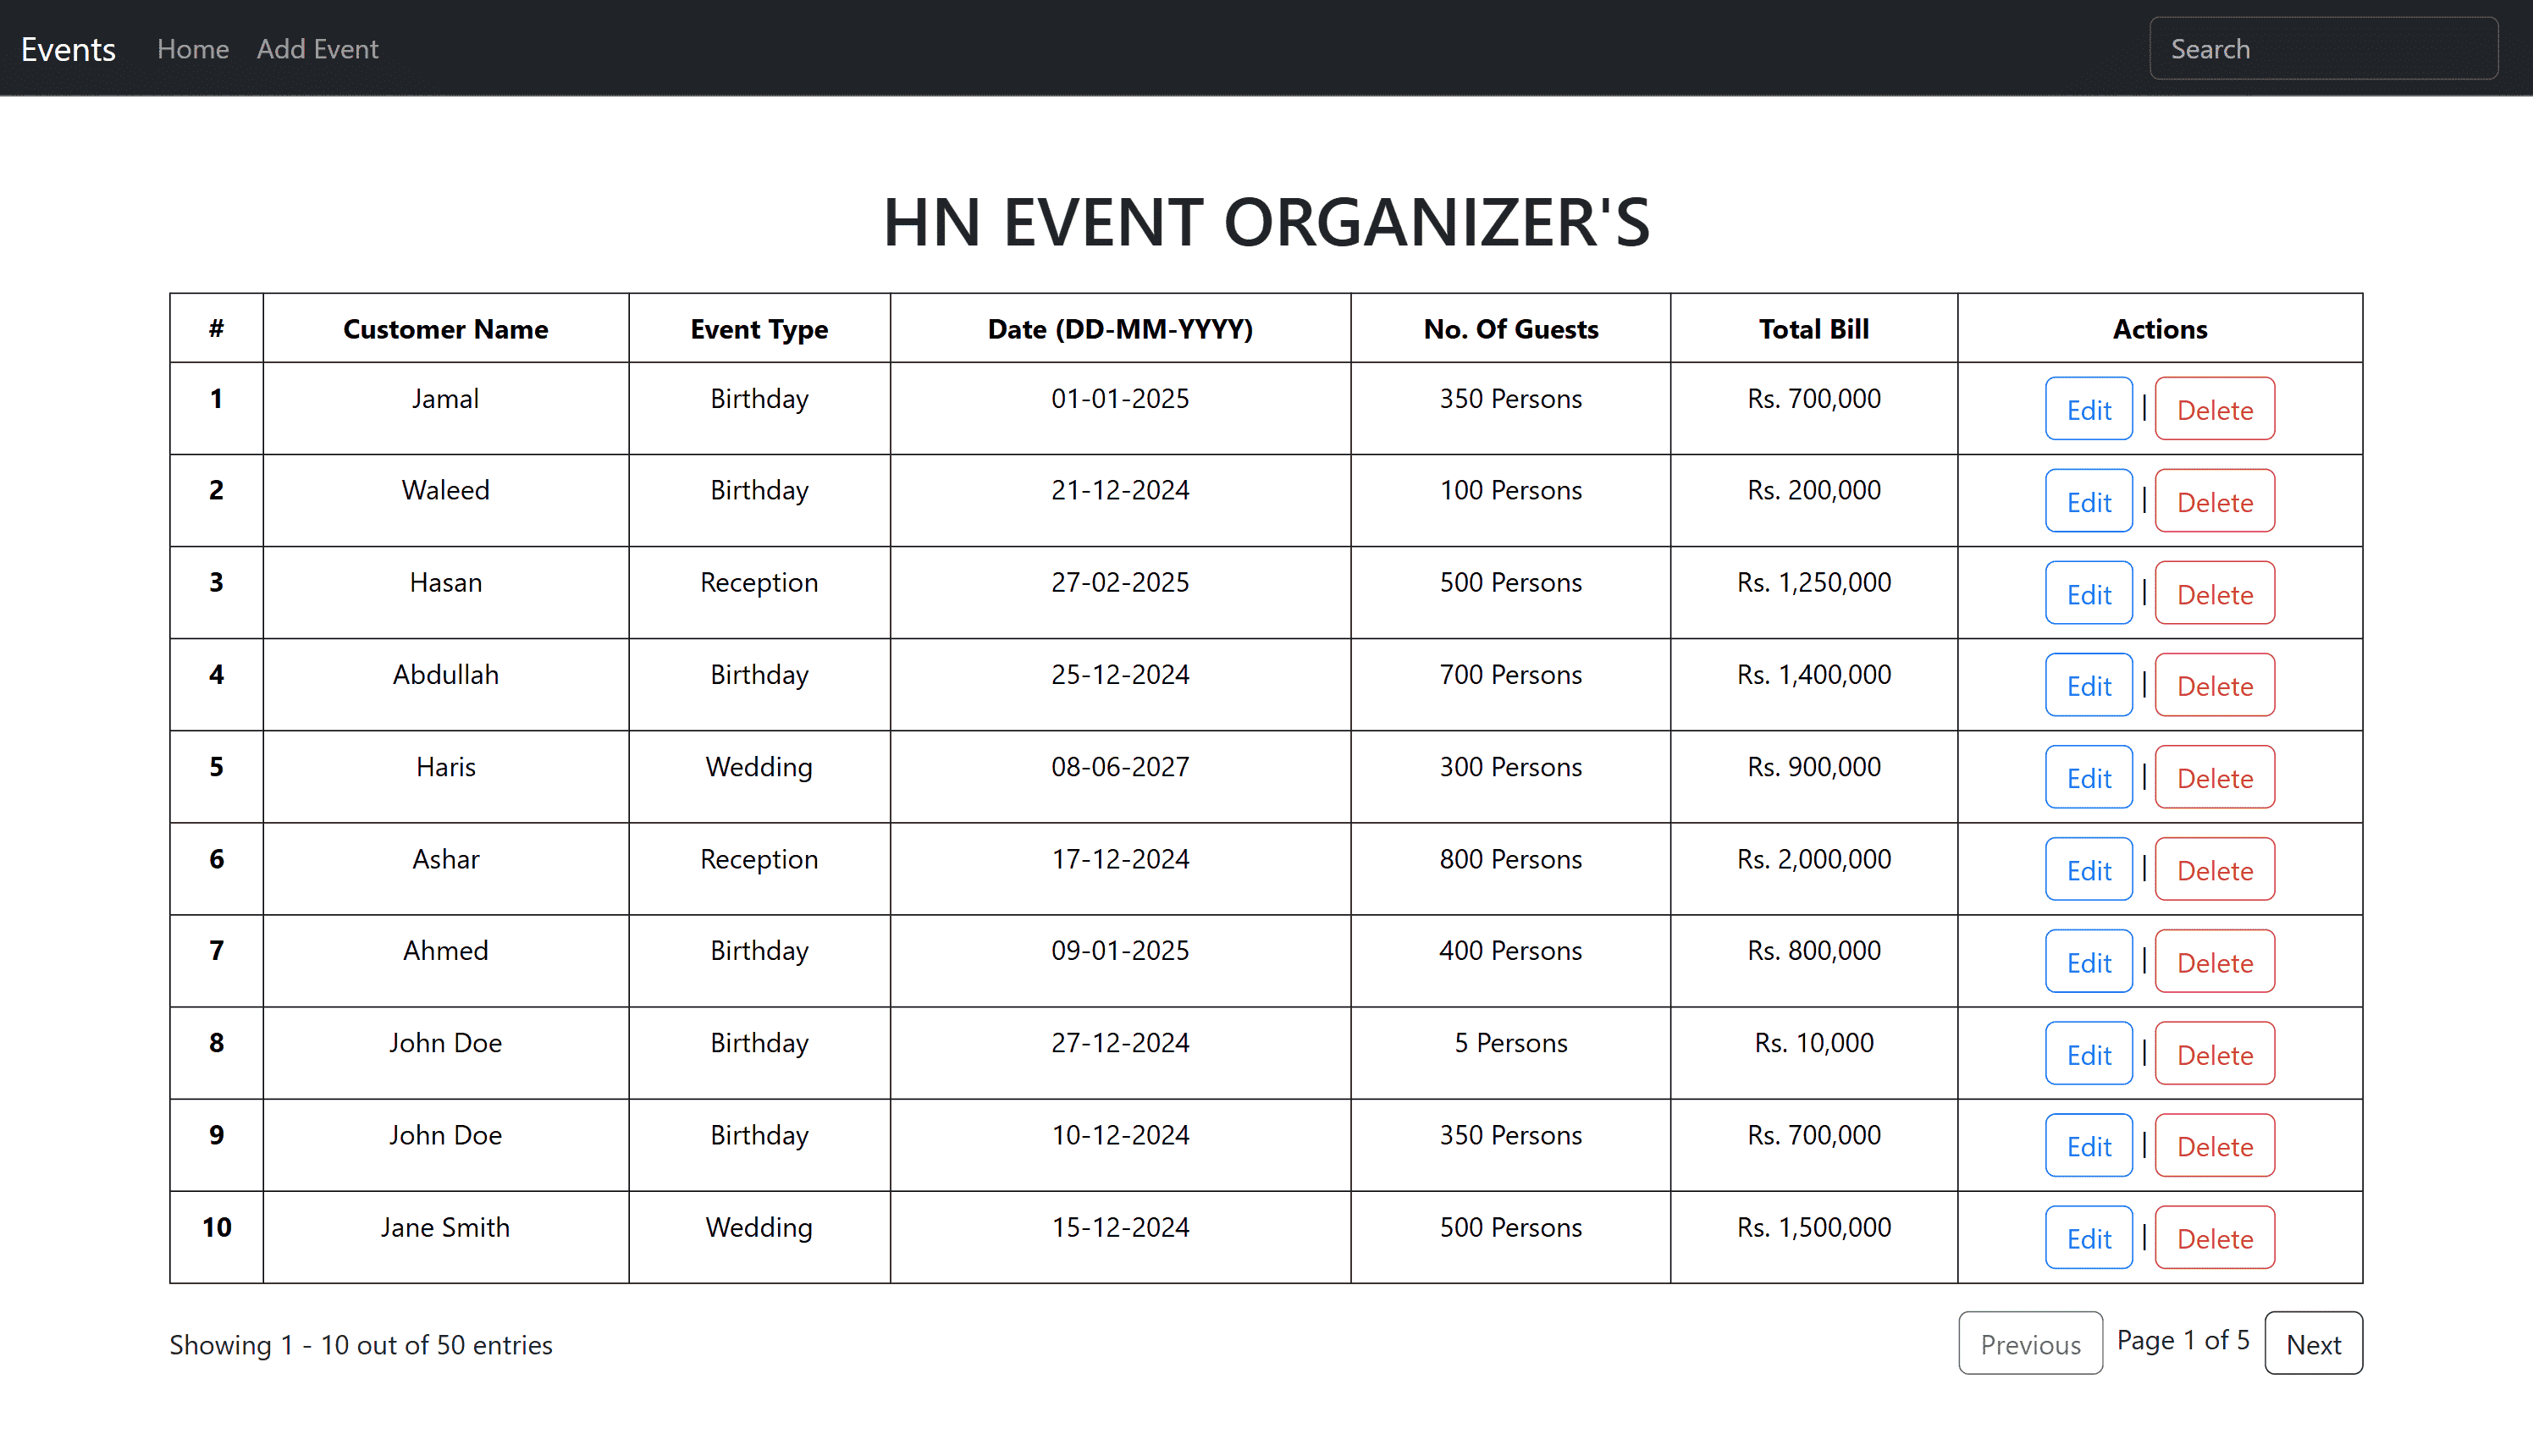 Events Home Add Event Search
HN EVENT ORGANIZER'S
# Customer Name Event Type Date (DD-MM-YYYY) No. Of Guests Total Bill Actions
1 Jamal Birthday 01-01-2025 350 Persons Rs. 700,000 Edit | Delete
2 Waleed Birthday 21-12-2024 100 Persons Rs. 200,000 Edit | Delete
3 Hasan Reception 27-02-2025 500 Persons Rs. 1,250,000 Edit | Delete
4 Abdullah Birthday 25-12-2024 700 Persons Rs. 1,400,000 Edit | Delete
5 Haris Wedding 08-06-2027 300 Persons Rs. 900,000 Edit | Delete
6 Ashar Reception 17-12-2024 800 Persons Rs. 2,000,000 Edit | Delete
7 Ahmed Birthday 09-01-2025 400 Persons Rs. 800,000 Edit | Delete
8 John Doe Birthday 27-12-2024 5 Persons Rs. 10,000 Edit | Delete
9 John Doe Birthday 10-12-2024 350 Persons Rs. 700,000 Edit | Delete
10 Jane Smith Wedding 15-12-2024 500 Persons Rs. 1,500,000 Edit | Delete
Showing 1 - 10 out of 50 entries Previous Page 1 of 5 Next